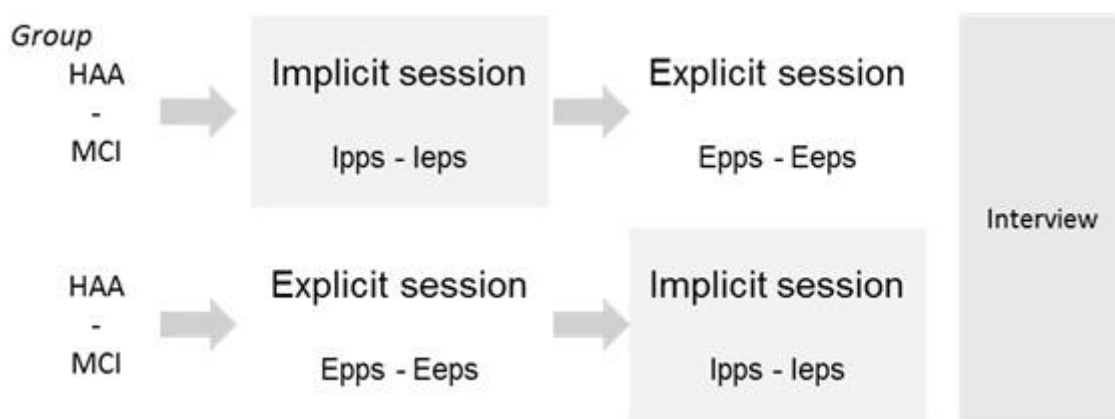 Group
HAA
-
MCI
Implicit session
Ipps - Ieps
Explicit session
Epps - Eeps
HAA
-
MCI
Explicit session
Epps - Eeps
Implicit session
Ipps - Ieps
Interview